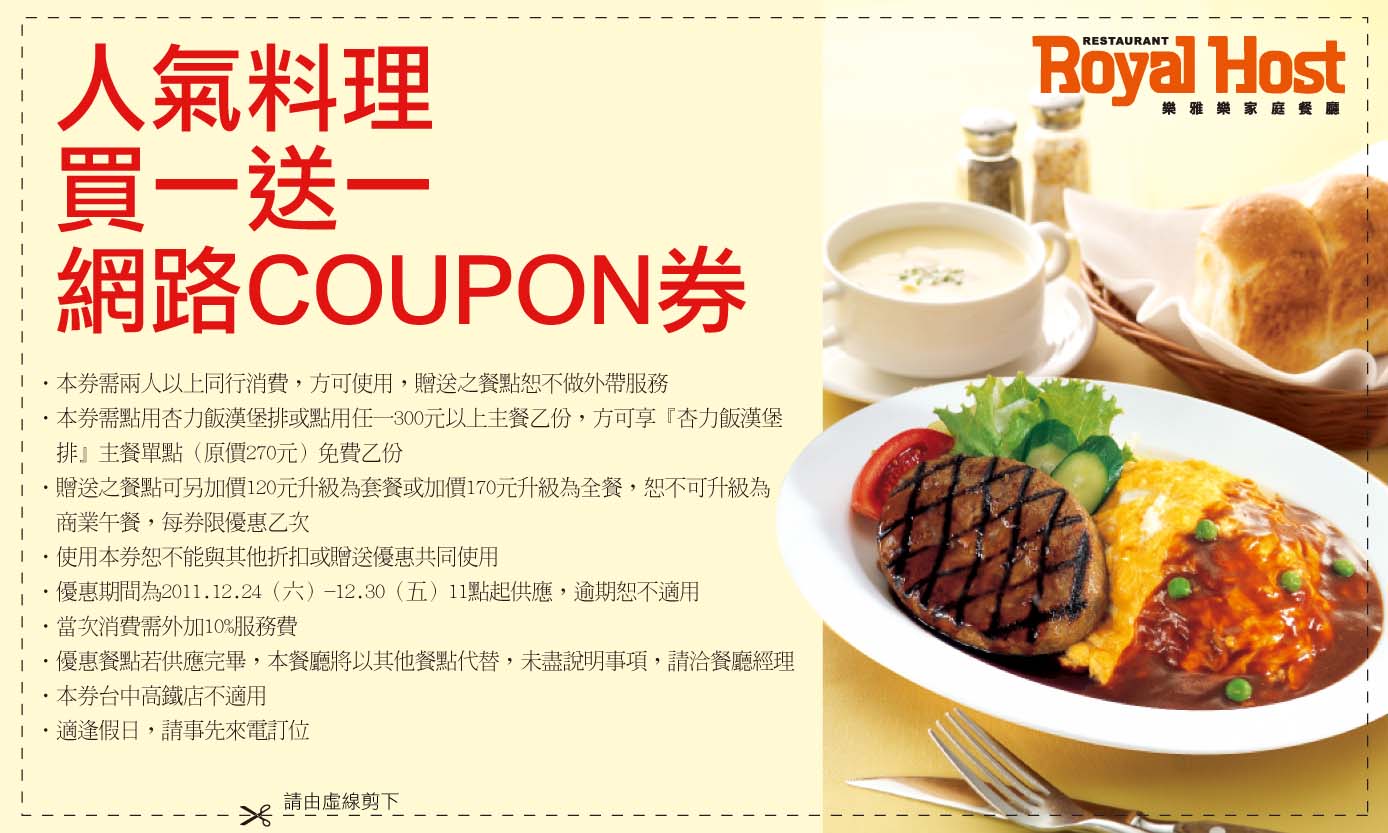 人氣料理
買一送一
網路COUPON券
RESTAURANT
Royal Host
樂雅樂家庭餐廳
・本券需兩人以上同行消費，方可使用，贈送之餐點恕不做外帶服務
・本券需點用杏力飯漢堡排或點用任一300元以上主餐乙份，方可享『杏力飯漢堡
排』主餐單點（原價270元）免費乙份
・贈送之餐點可另加價120元升級為套餐或加價170元升級為全餐，恕不可升級為
商業午餐，每券限優惠乙次
・使用本券恕不能與其他折扣或贈送優惠共同使用
・優惠期間為2011.12.24（六）–12.30（五）11點起供應，逾期恕不適用
・當次消費需外加10%服務費
・優惠餐點若供應完畢，本餐廳將以其他餐點代替，未盡說明事項，請洽餐廳經理
・本券台中高鐵店不適用
・適逢假日，請事先來電訂位
請由虛線剪下